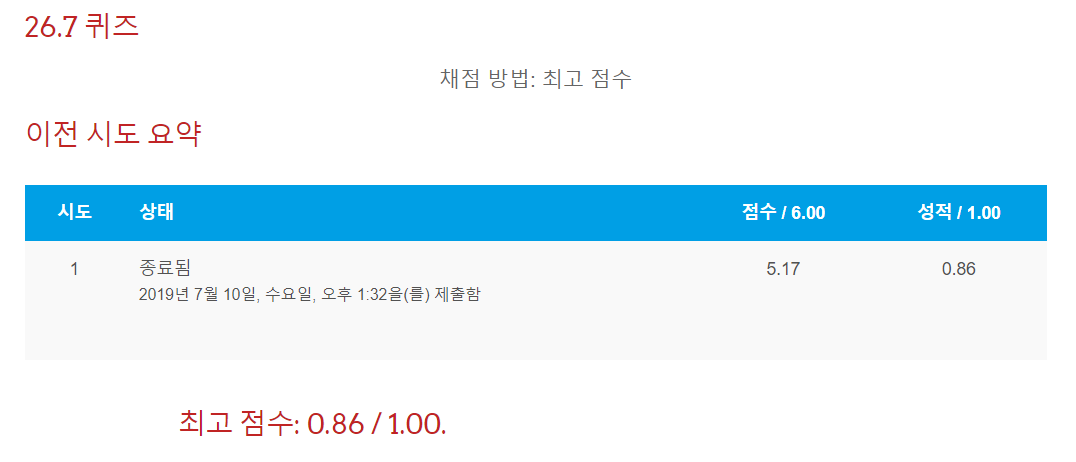 26.7 퀴즈
채점 방법: 최고 점수
이전 시도 요약
시도 상태 점수 / 6.00 성적 / 1.00
1 종료됨 5.17 0.86
2019년 7월 10일, 수요일, 오후 1:32을(를) 제출함
최고 점수: 0.86 / 1.00.